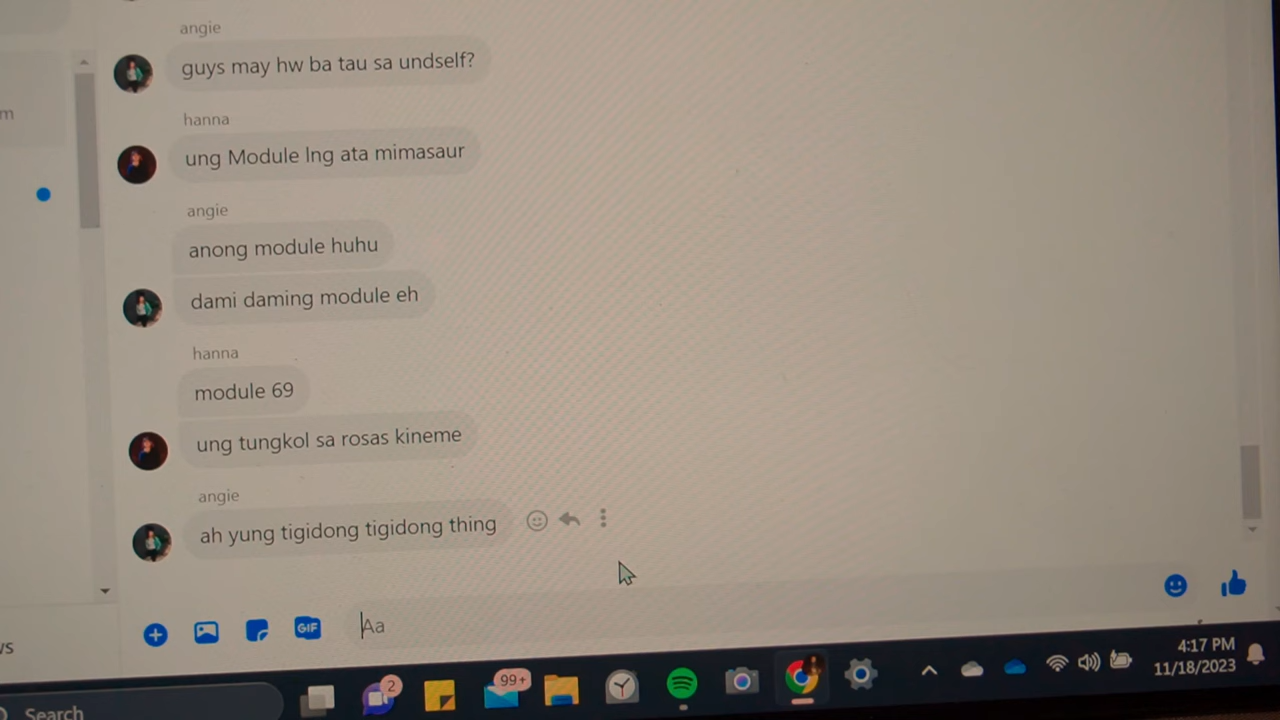 angie
guys may hw ba tau sa undself?
m
hanna
ung Module lng ata mimasaur
angie
anong module huhu
dami daming module eh
hanna
module 69
ung tungkol sa rosas kineme
angie
ah yung tigidong tigidong thing
GIF
Aa
ws
4:17 PM
11/18/2023
2
99+
Search